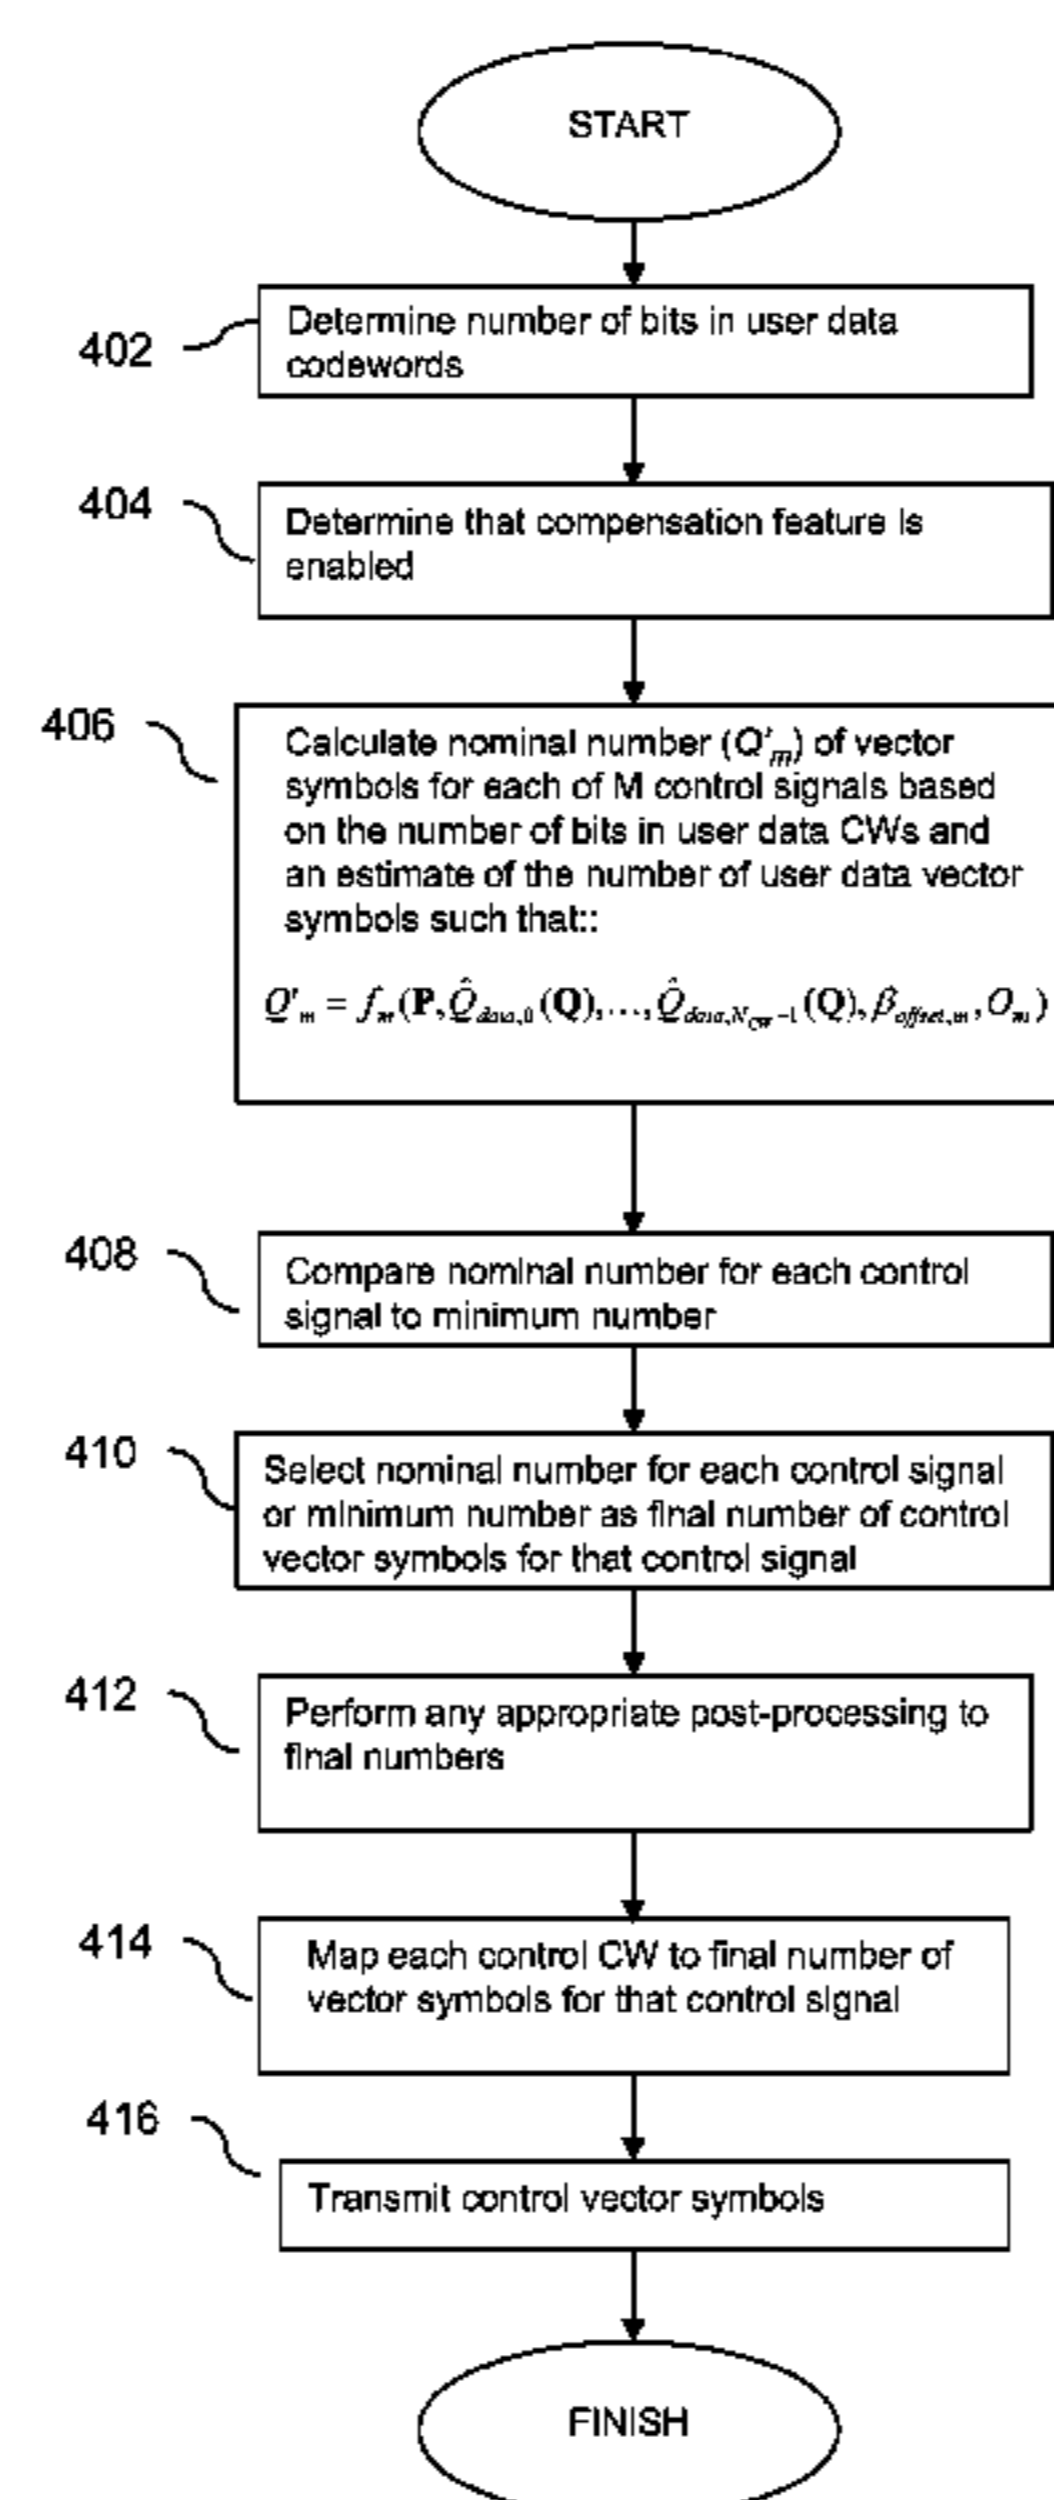 START
402
Determine number of bits in user data
codewords
404
Determine that compensation feature is
enabled
406
Calculate nominal number (Q'm) of vector
symbols for each of M control signals based
on the number of bits in user data CWs and
an estimate of the number of user data vector
symbols such that::
Q'm = fm(P, Q̂data,0(Q),..., Q̂data,NCW−1(Q), βoffset,m, Om)
408
Compare nominal number for each control
signal to minimum number
410
Select nominal number for each control signal
or minimum number as final number of control
vector symbols for that control signal
412
Perform any appropriate post-processing to
final numbers
414
Map each control CW to final number of
vector symbols for that control signal
416
Transmit control vector symbols
FINISH